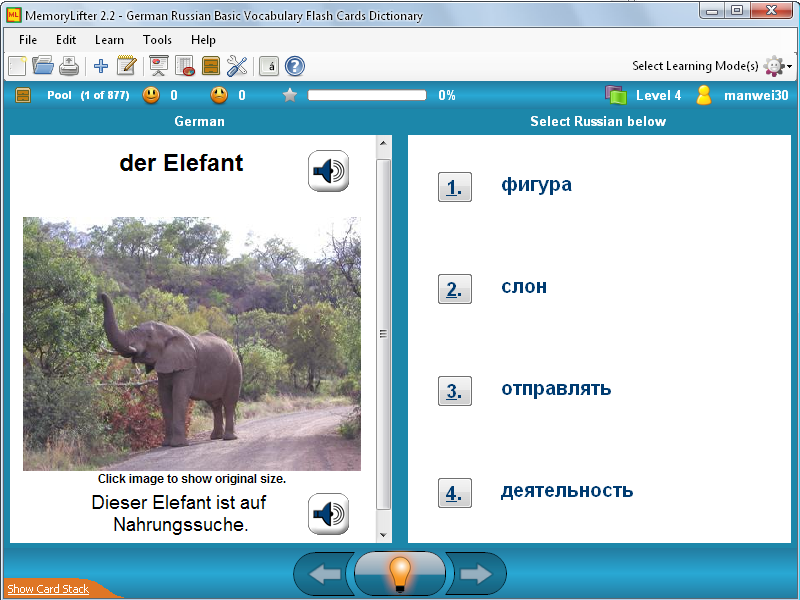 MemoryLifter 2.2 - German Russian Basic Vocabulary Flash Cards Dictionary
File Edit Learn Tools Help
á ? Select Learning Mode(s)
Pool (1 of 877) 0 0 0% Level 4 manwei30
German
Select Russian below
der Elefant
Click image to show original size.
Dieser Elefant ist auf
Nahrungssuche.
1. фигура
2. слон
3. отправлять
4. деятельность
Show Card Stack